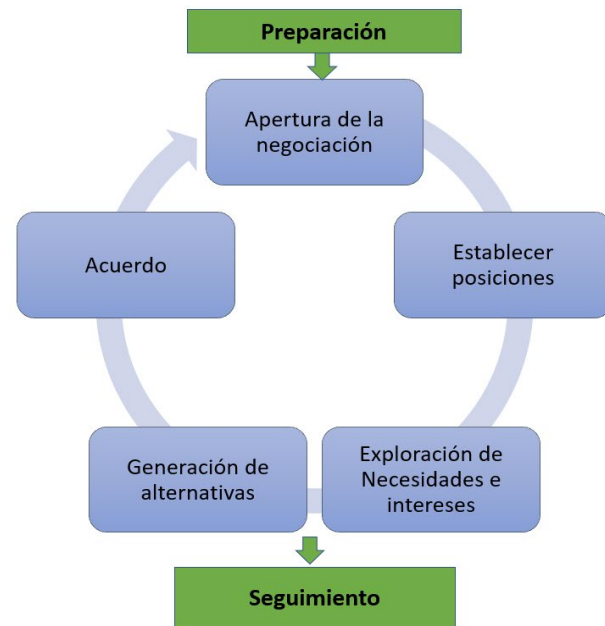 Preparación
Apertura de la
negociación
Establecer
posiciones
Exploración de
Necesidades e
intereses
Generación de
alternativas
Acuerdo
Seguimiento